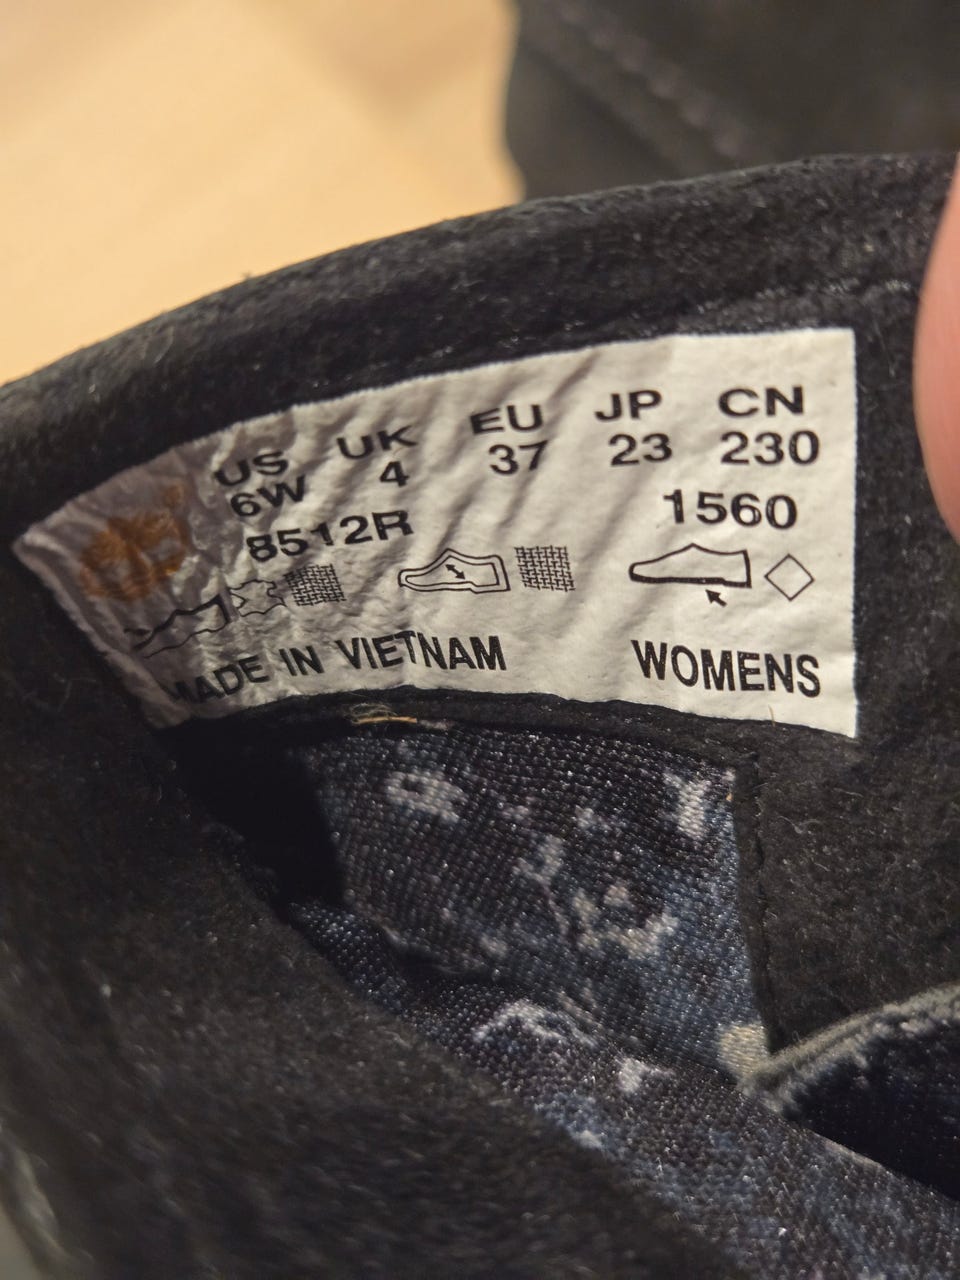 US UK EU JP CN
6W 4 37 23 230
8512R 1560
MADE IN VIETNAM WOMENS